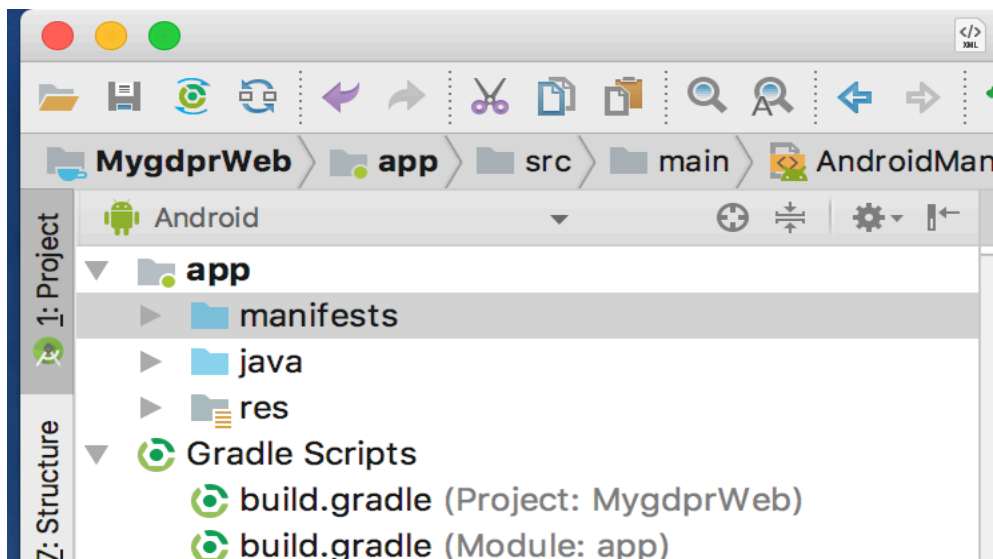 </>
XML
MygdprWeb app src main AndroidMan
1: Project
Android
app
manifests
java
res
7: Structure
Gradle Scripts
build.gradle (Project: MygdprWeb)
build.gradle (Module: app)